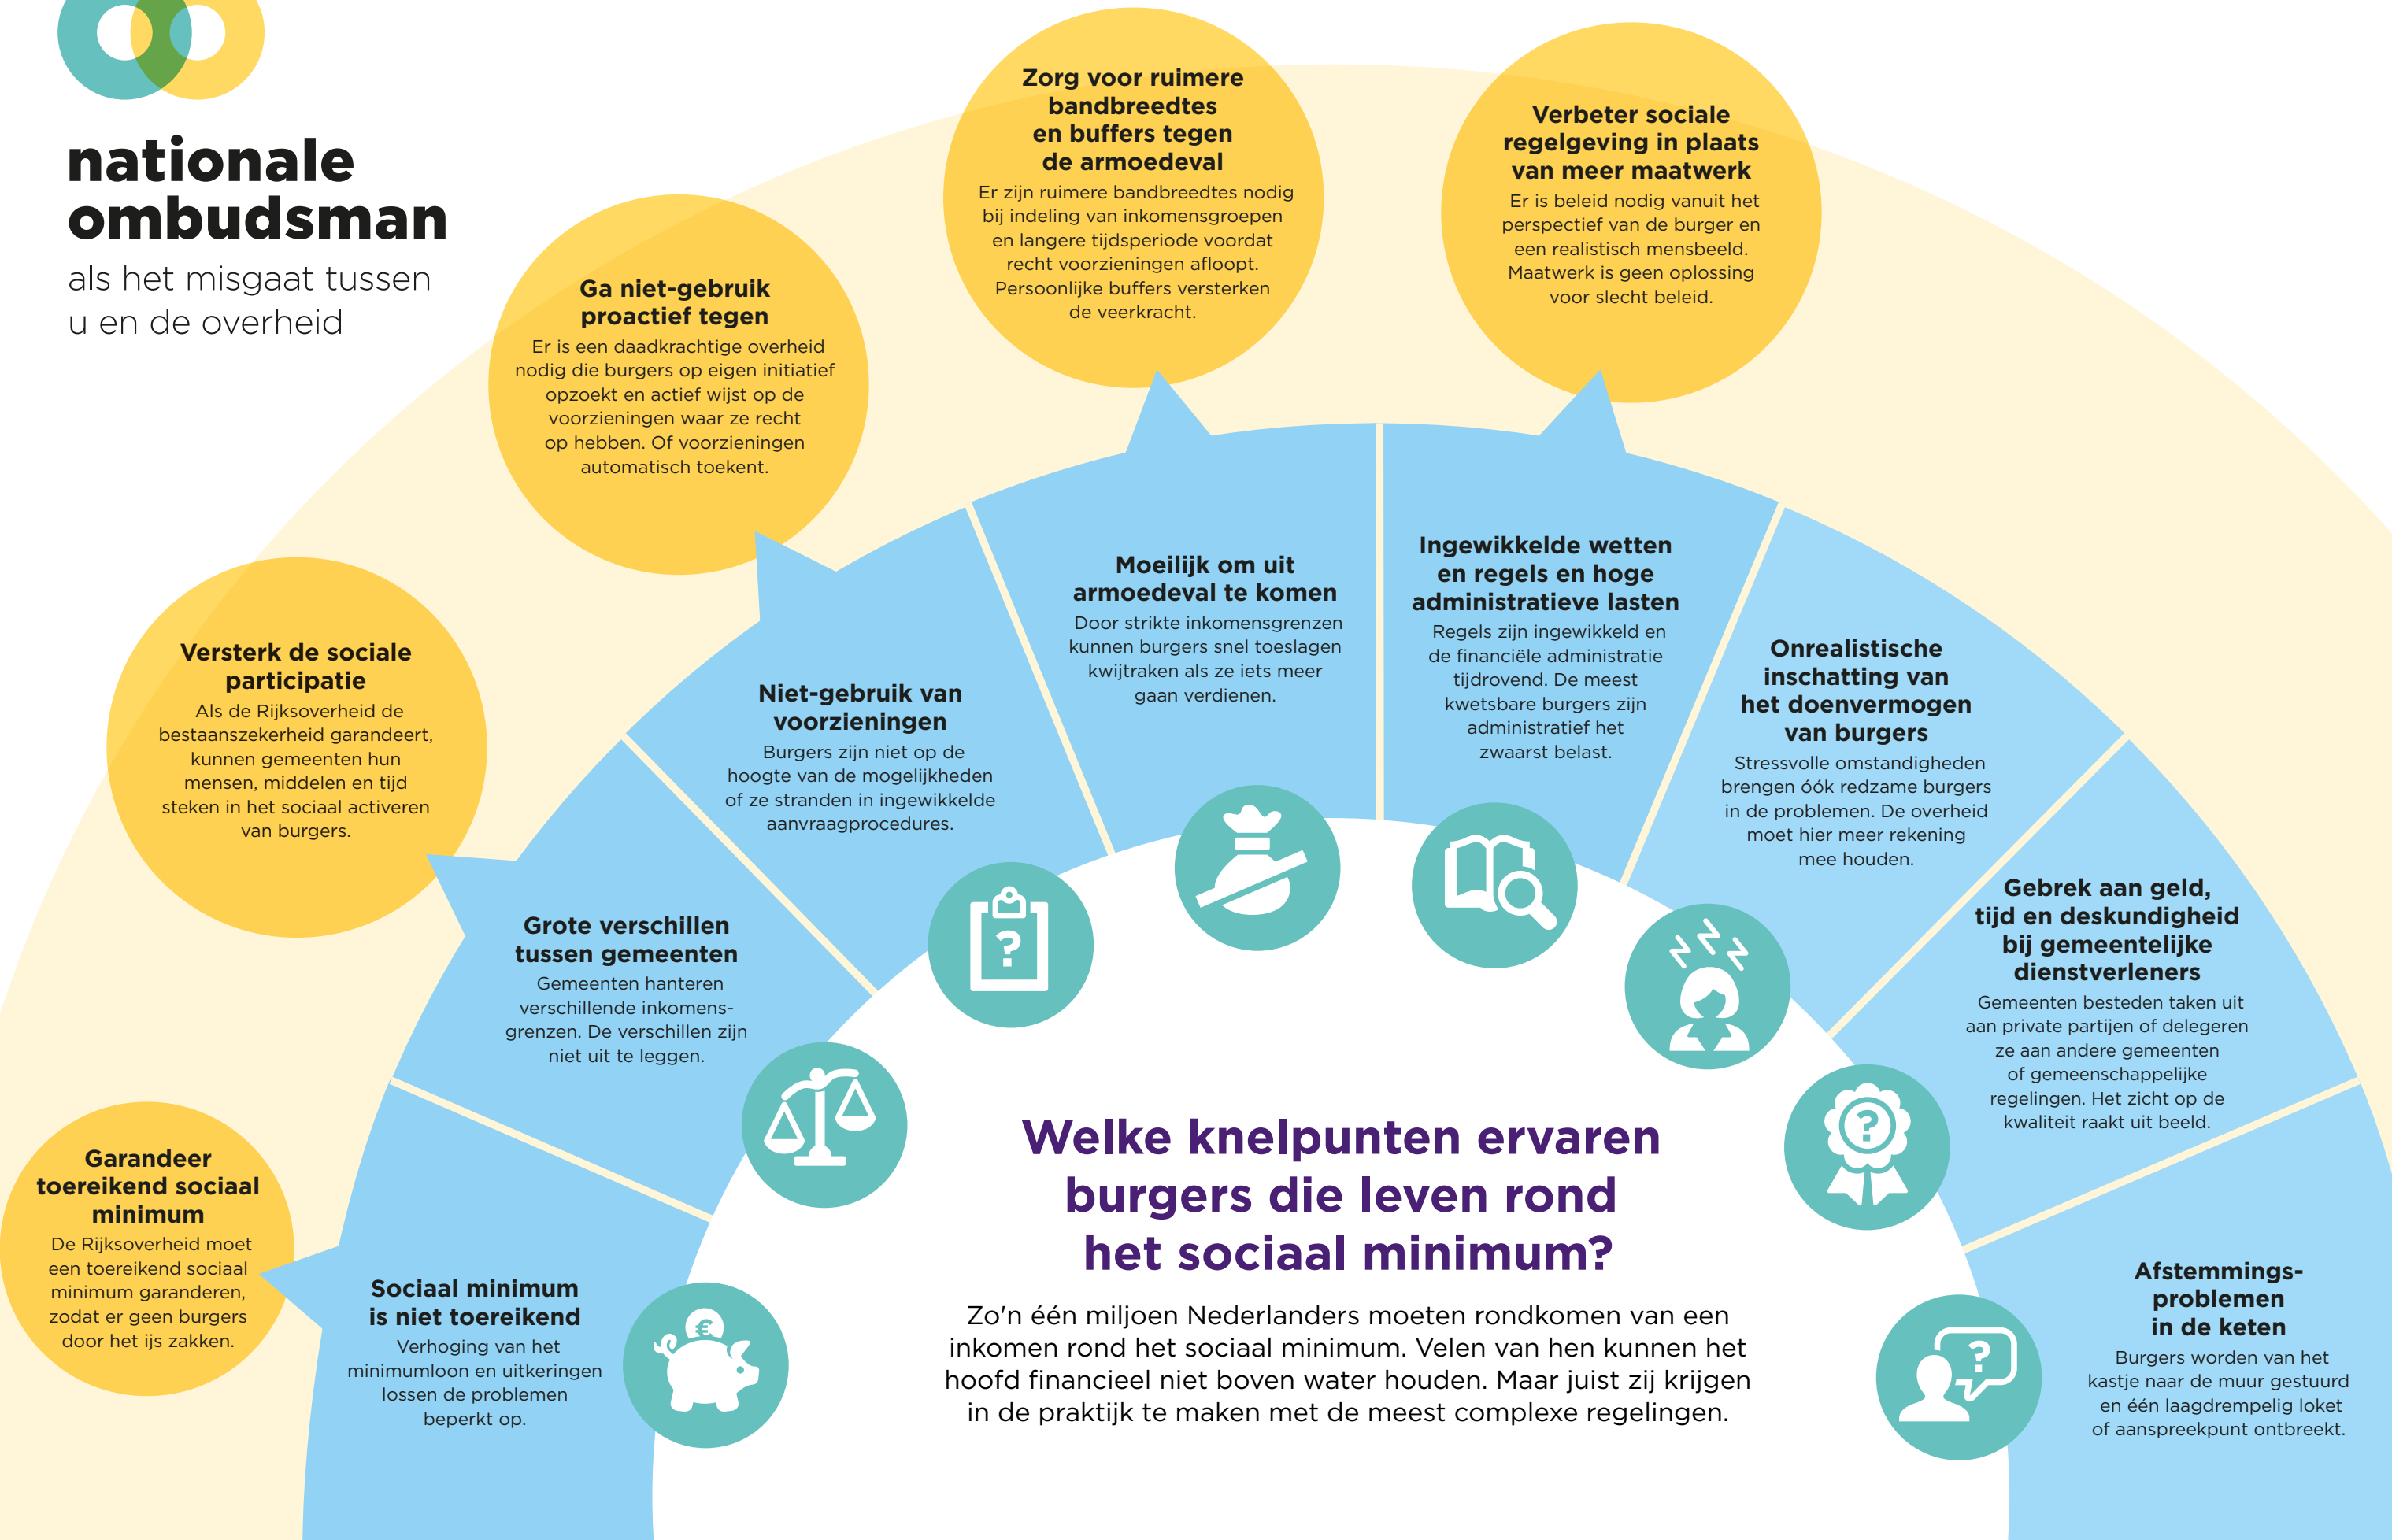 nationale
ombudsman
als het misgaat tussen
u en de overheid
Garandeer
toereikend sociaal
minimum
De Rijksoverheid moet
een toereikend sociaal
minimum garanderen,
zodat er geen burgers
door het ijs zakken.
Versterk de sociale
participatie
Als de Rijksoverheid de
bestaanszekerheid garandeert,
kunnen gemeenten hun
mensen, middelen en tijd
steken in het sociaal activeren
van burgers.
Ga niet-gebruik
proactief tegen
Er is een daadkrachtige overheid
nodig die burgers op eigen initiatief
opzoekt en actief wijst op de
voorzieningen waar ze recht
op hebben. Of voorzieningen
automatisch toekent.
Zorg voor ruimere
bandbreedtes
en buffers tegen
de armoedeval
Er zijn ruimere bandbreedtes nodig
bij indeling van inkomensgroepen
en langere tijdsperiode voordat
recht voorzieningen afloopt.
Persoonlijke buffers versterken
de veerkracht.
Verbeter sociale
regelgeving in plaats
van meer maatwerk
Er is beleid nodig vanuit het
perspectief van de burger en
een realistisch mensbeeld.
Maatwerk is geen oplossing
voor slecht beleid.
Sociaal minimum
is niet toereikend
Verhoging van het
minimumloon en uitkeringen
lossen de problemen
beperkt op.
€
Grote verschillen
tussen gemeenten
Gemeenten hanteren
verschillende inkomens-
grenzen. De verschillen zijn
niet uit te leggen.
Niet-gebruik van
voorzieningen
Burgers zijn niet op de
hoogte van de mogelijkheden
of ze stranden in ingewikkelde
aanvraagprocedures.
?
Moeilijk om uit
armoedeval te komen
Door strikte inkomensgrenzen
kunnen burgers snel toeslagen
kwijtraken als ze iets meer
gaan verdienen.
Ingewikkelde wetten
en regels en hoge
administratieve lasten
Regels zijn ingewikkeld en
de financiële administratie
tijdrovend. De meest
kwetsbare burgers zijn
administratief het
zwaarst belast.
Onrealistische
inschatting van
het doenvermogen
van burgers
Stressvolle omstandigheden
brengen óók redzame burgers
in de problemen. De overheid
moet hier meer rekening
mee houden.
Z Z Z
Gebrek aan geld,
tijd en deskundigheid
bij gemeentelijke
dienstverleners
Gemeenten besteden taken uit
aan private partijen of delegeren
ze aan andere gemeenten
of gemeenschappelijke
regelingen. Het zicht op de
kwaliteit raakt uit beeld.
?
Afstemmings-
problemen
in de keten
Burgers worden van het
kastje naar de muur gestuurd
en één laagdrempelig loket
of aanspreekpunt ontbreekt.
?
Welke knelpunten ervaren
burgers die leven rond
het sociaal minimum?
Zo'n één miljoen Nederlanders moeten rondkomen van een
inkomen rond het sociaal minimum. Velen van hen kunnen het
hoofd financieel niet boven water houden. Maar juist zij krijgen
in de praktijk te maken met de meest complexe regelingen.